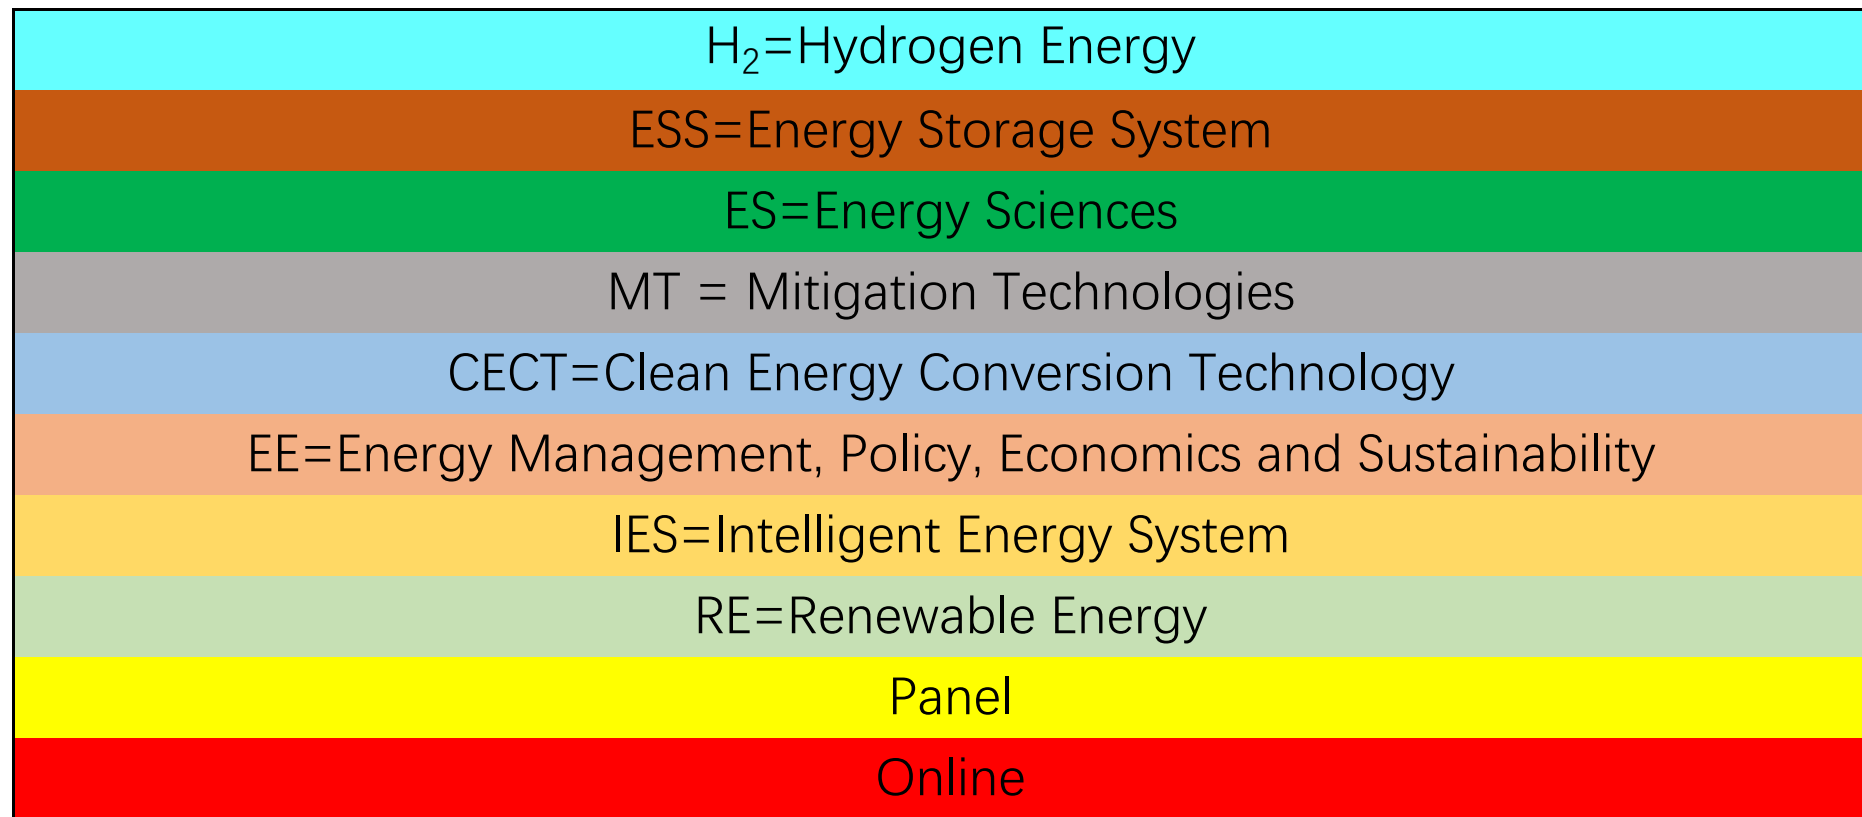 H₂=Hydrogen Energy
ESS=Energy Storage System
ES=Energy Sciences
MT = Mitigation Technologies
CECT=Clean Energy Conversion Technology
EE=Energy Management, Policy, Economics and Sustainability
IES=Intelligent Energy System
RE=Renewable Energy
Panel
Online